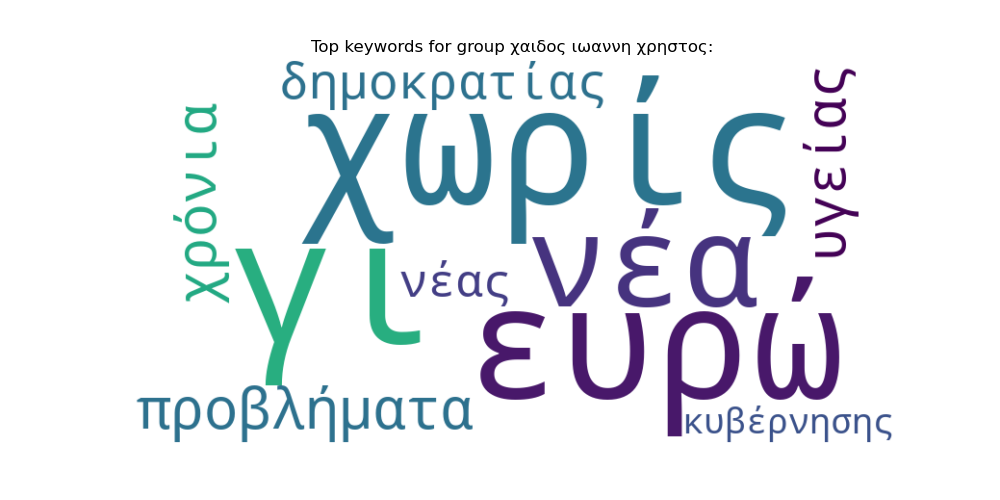 Top keywords for group χαιδος ιωαννη χρηστος:
δημοκρατίας
χωρίς
υγείας
χρόνια
γι
νέας
νέα
ευρώ
προβλήματα
κυβέρνησης